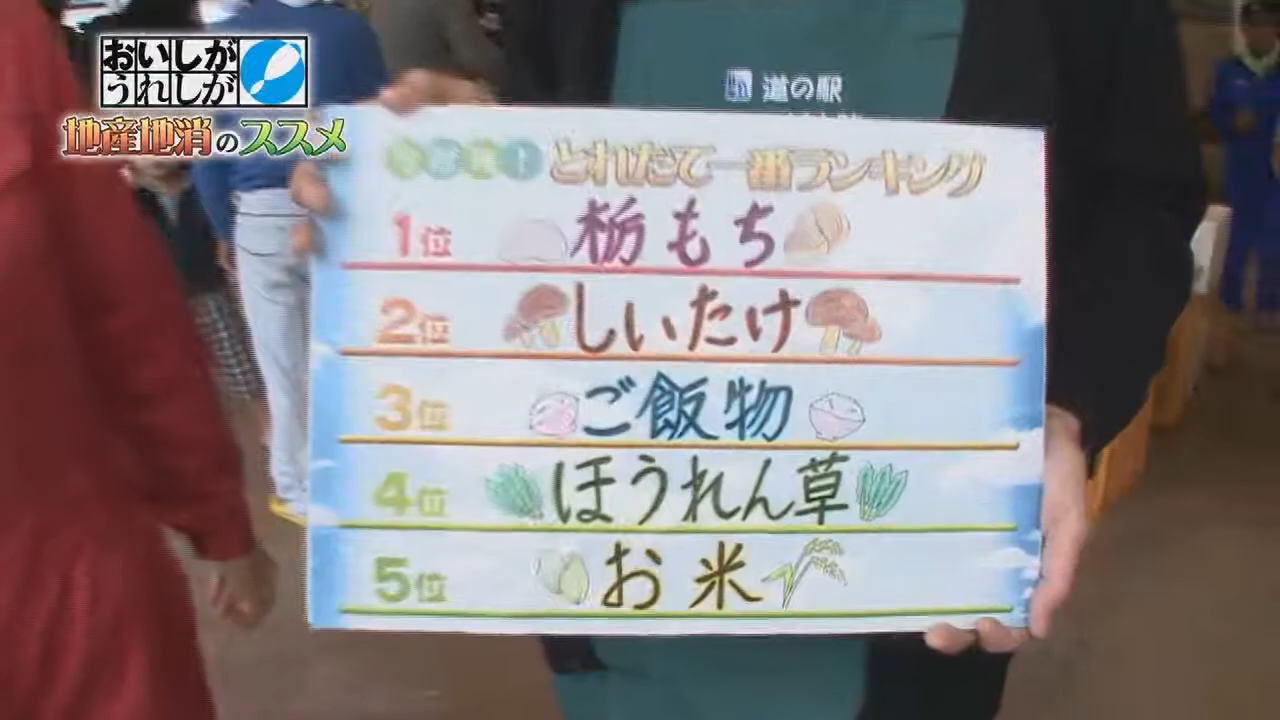 おいしが
うれしが
地産地消のススメ
道の駅
とれたて一番ランキング
1位 栃もち
2位 しいたけ
3位 ご飯物
4位 ほうれん草
5位 お米